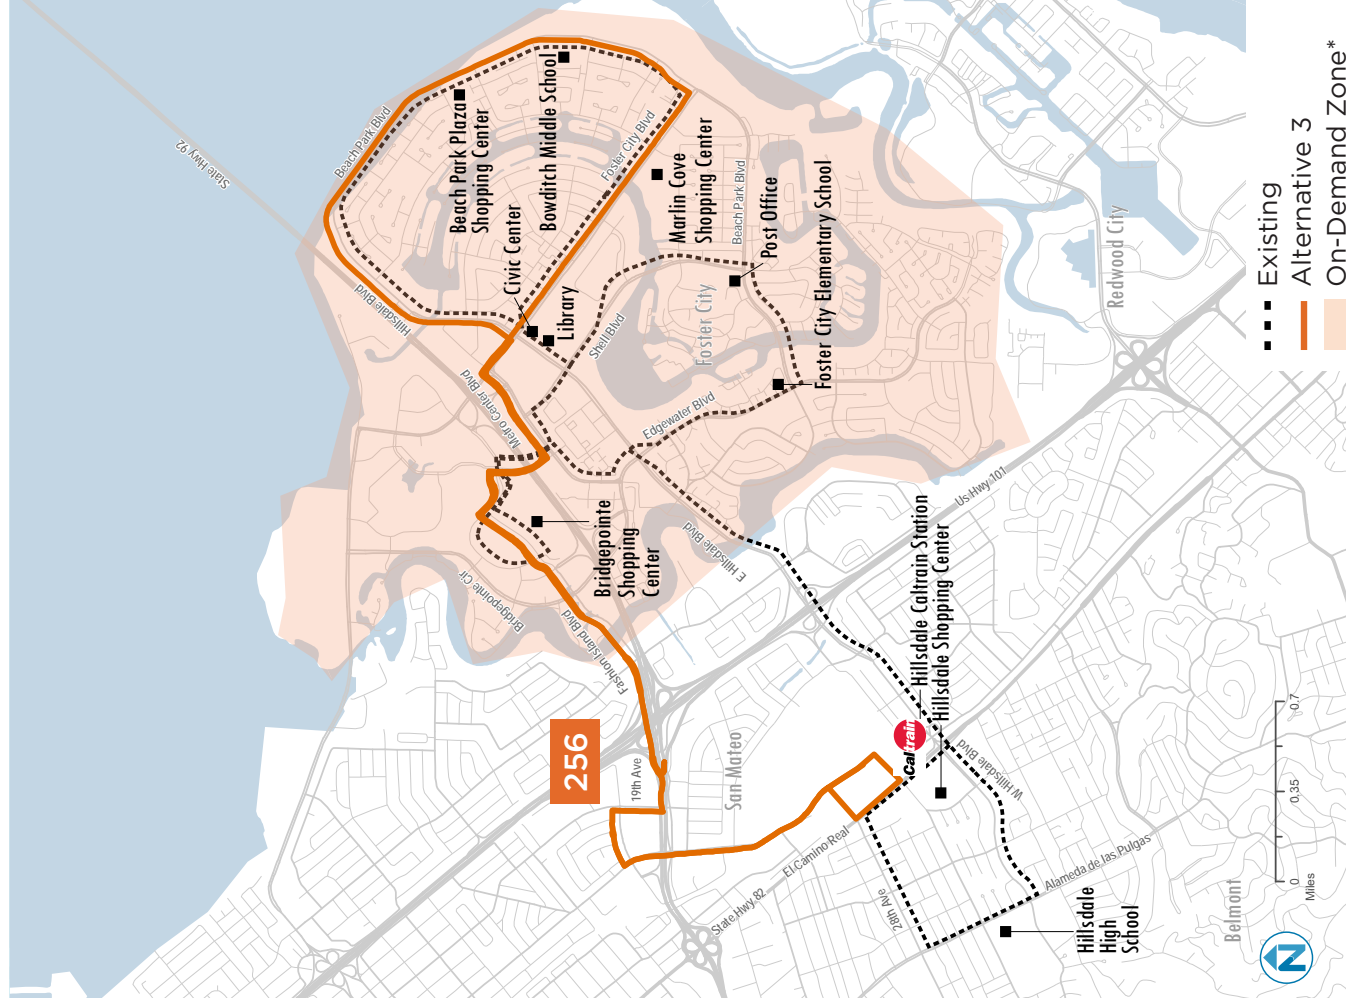 State Hwy 92
Beach Park Blvd
Beach Park Plaza
Shopping Center
Bowditch Middle School
Foster City Blvd
Marlin Cove
Shopping Center
Beach Park Blvd
Post Office
Foster City Elementary School
Civic Center
Library
Hillsdale Blvd
Shell Blvd
Foster City
Redwood City
Metro Center Blvd
Edgewater Blvd
Bridgepointe
Shopping
Center
E Hillsdale Blvd
Us Hwy 101
Bridgepointe Cir
Fashion Island Blvd
Hillsdale Caltrain Station
Hillsdale Shopping Center
256
19th Ave
San Mateo
Caltrain
W Hillsdale Blvd
El Camino Real
State Hwy 82
28th Ave
Alameda de las Pulgas
Hillsdale
High
School
Belmont
0
0.35
0.7
Miles
N
Existing
Alternative 3
On-Demand Zone*